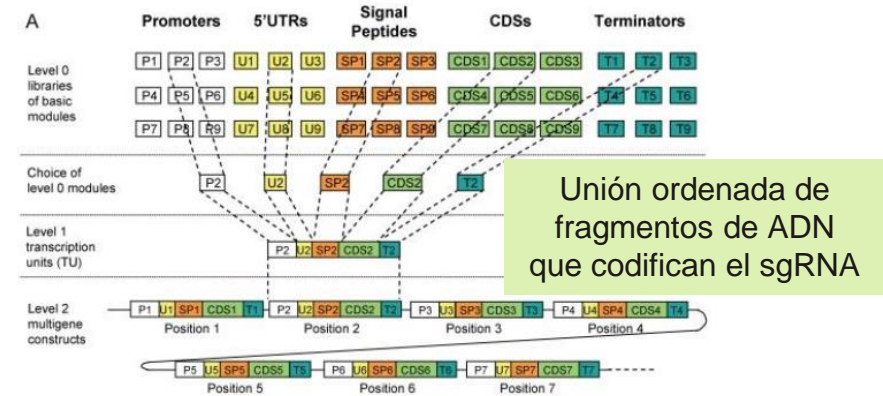 A
Promoters 5'UTRs Signal Peptides CDSs Terminators
Level 0 libraries of basic modules
P1 P2 P3 U1 U2 U3 SP1 SP2 SP3 CDS1 CDS2 CDS3 T1 T2 T3
P4 P5 P6 U4 U5 U6 SP4 SP5 SP6 CDS4 CDS5 CDS6 T4 T5 T6
P7 P8 P9 U7 U8 U9 SP7 SP8 SP9 CDS7 CDS8 CDS9 T7 T8 T9
Choice of
level 0 modules
P2 U2 SP2 CDS2 T2
Unión ordenada de
fragmentos de ADN
que codifican el sgRNA
Level 1
transcription
units (TU)
P2 U2 SP2 CDS2 T2
Level 2
multigene
constructs
P1 U1 SP1 CDS1 T1 P2 U2 SP2 CDS2 T2 P3 U3 SP3 CDS3 T3 P4 U4 SP4 CDS4 T4
Position 1 Position 2 Position 3 Position 4
P5 U5 SP5 CDS5 T5 P6 U6 SP6 CDS6 T6 P7 U7 SP7 CDS7 T7
Position 5 Position 6 Position 7